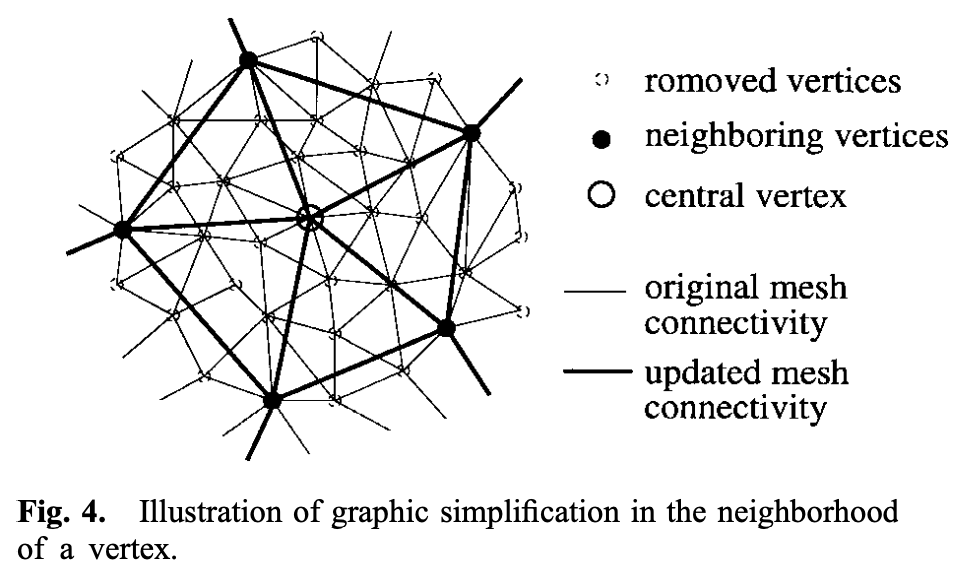 romoved vertices
neighboring vertices
central vertex
original mesh
connectivity
updated mesh
connectivity
Fig. 4. Illustration of graphic simplification in the neighborhood
of a vertex.